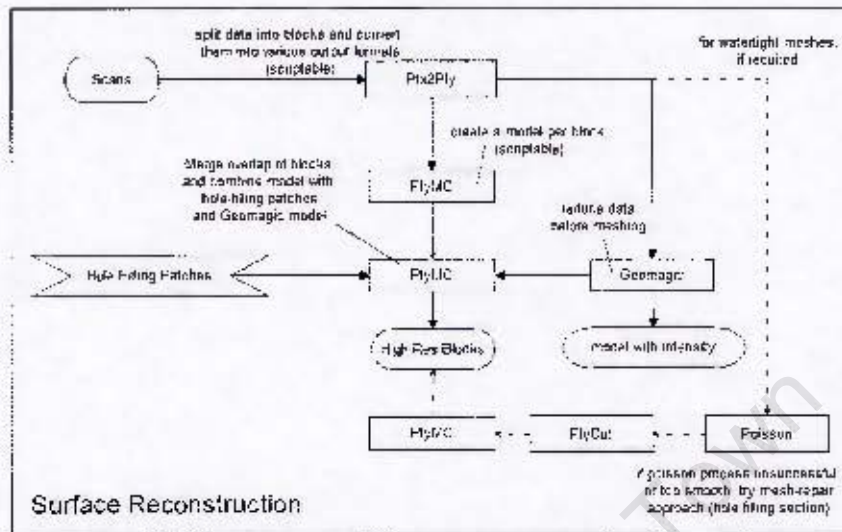 split data into blocks and convert
them into various output formats
(scriptable)
for watertight meshes,
if required
Scans
Ptx2Ply
create a model per block
(scriptable)
Merge overlap of blocks
and combine model with
hole-filling patches
and Geomagic model
PlyMC
reduce data
before meshing
Hole Filling Patches
PlyMC
Geomagic
High Res Blocks
model with intensity
PlyMC
PlyCut
Poisson
if poisson process unsuccessful
or too smooth, try mesh-repair
approach (hole filling section)
Surface Reconstruction
Town